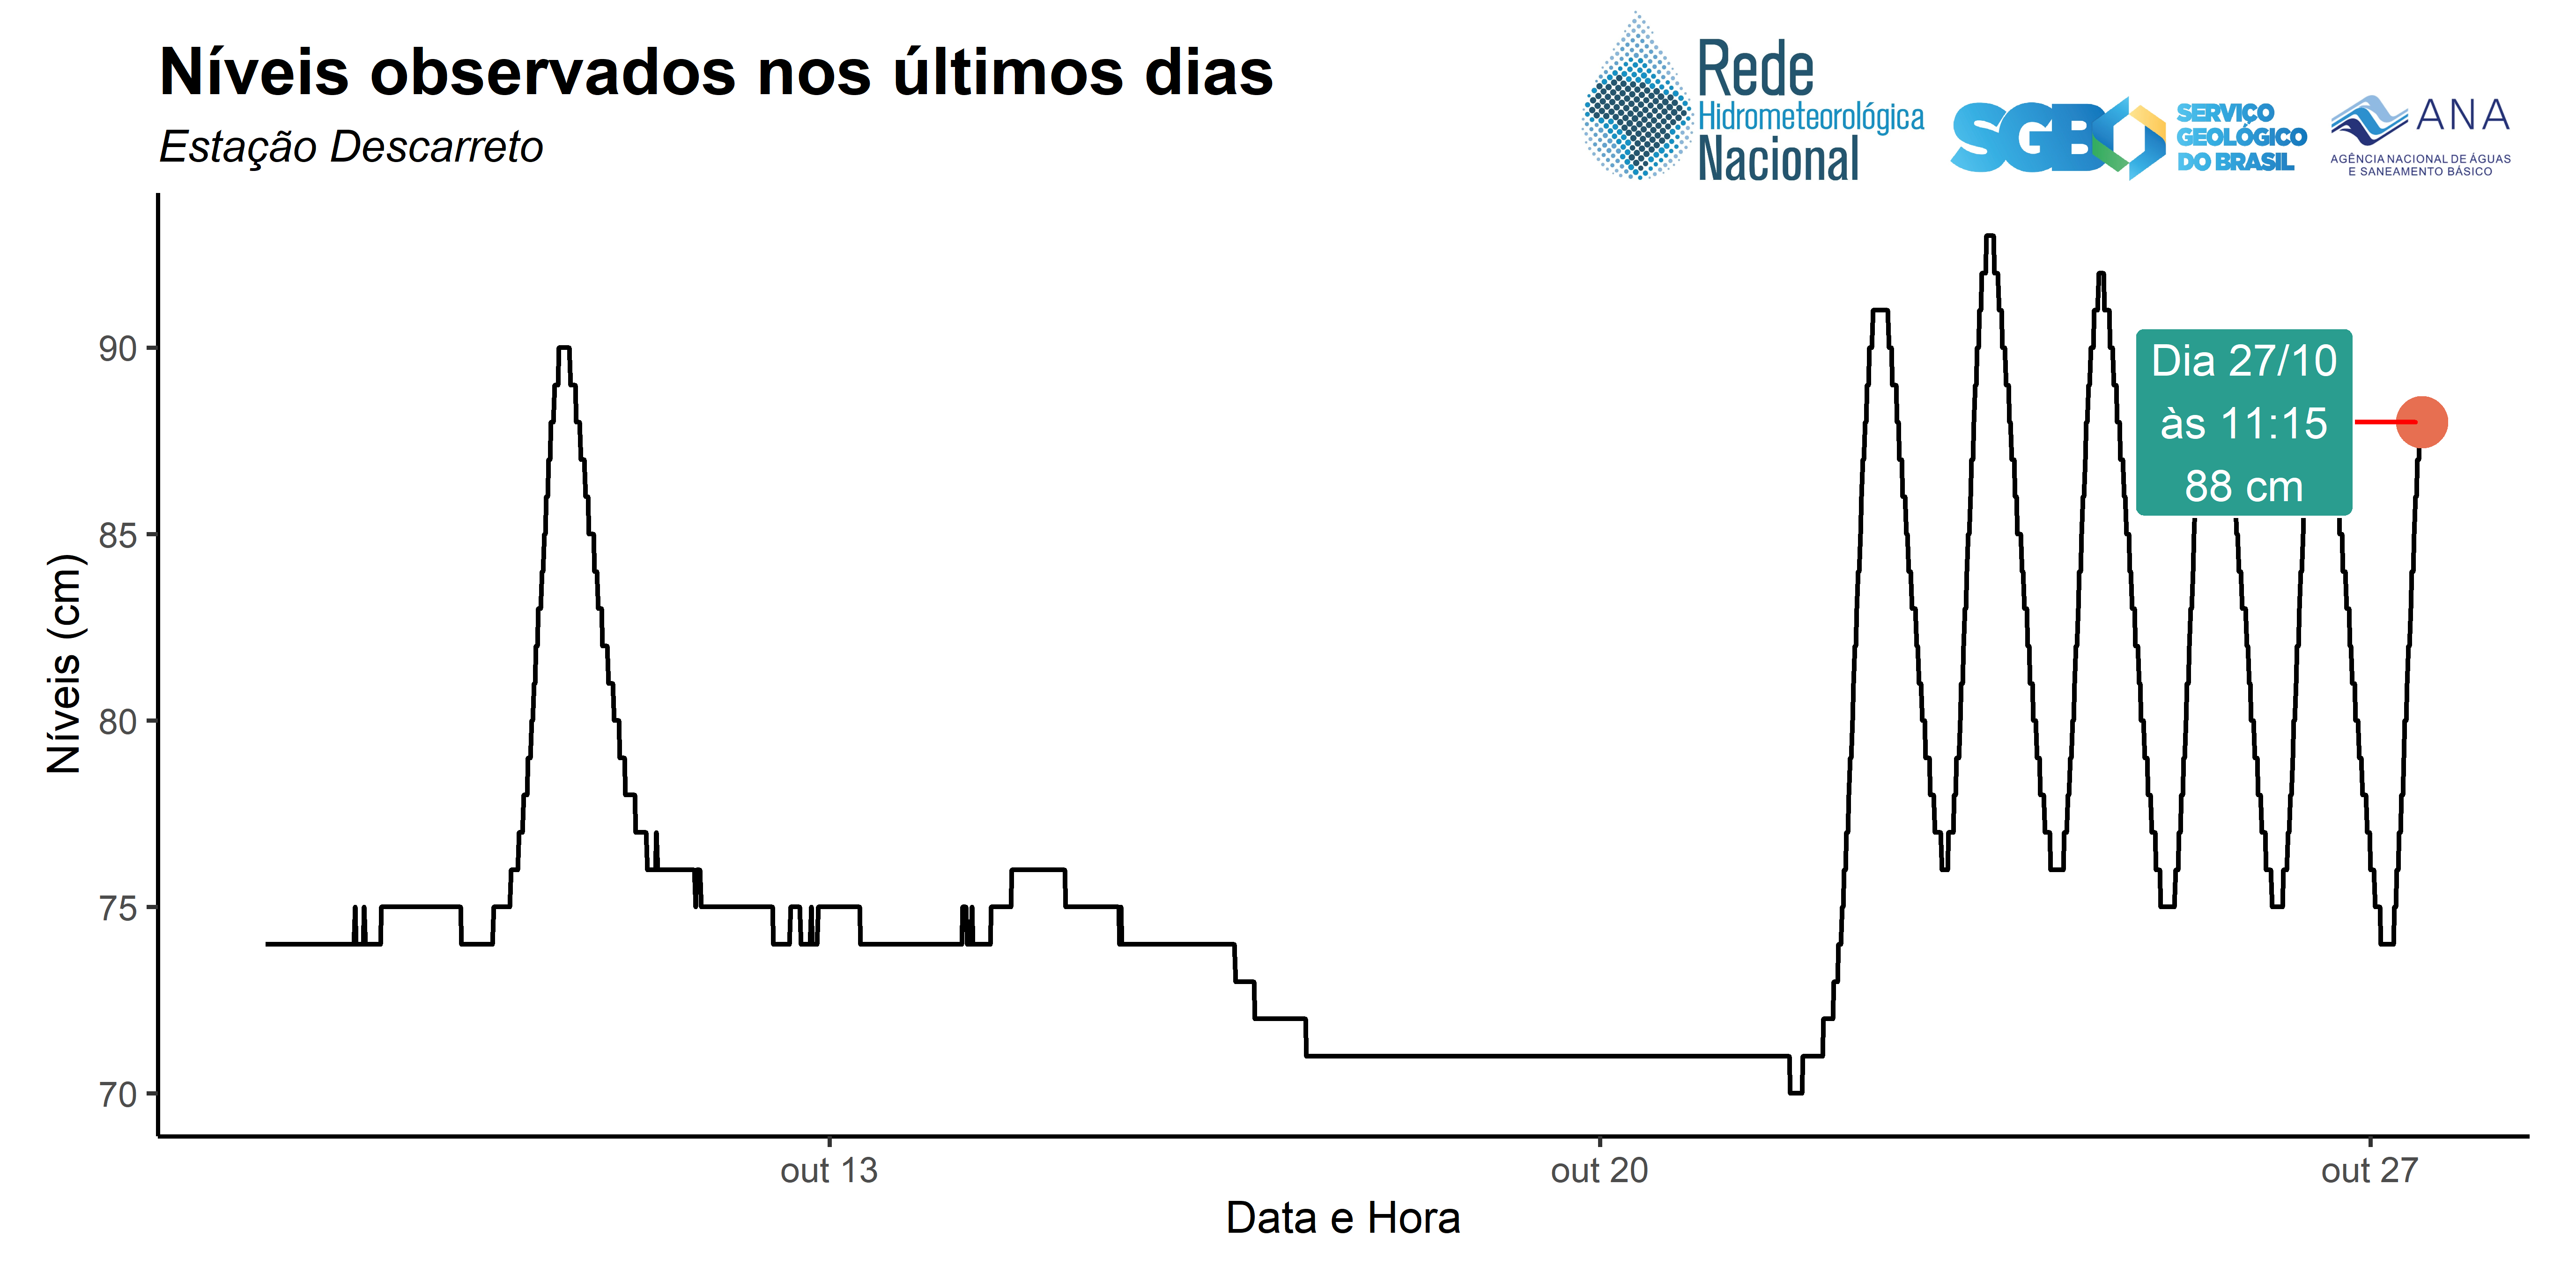 Níveis observados nos últimos dias
Estação Descarreto
Rede
Hidrometeorológica
Nacional
SGB
SERVIÇO
GEOLÓGICO
DO BRASIL
ANA
AGÊNCIA NACIONAL DE ÁGUAS
E SANEAMENTO BÁSICO
Níveis (cm)
90
85
80
75
70
Dia 27/10
às 11:15
88 cm
out 13
out 20
out 27
Data e Hora